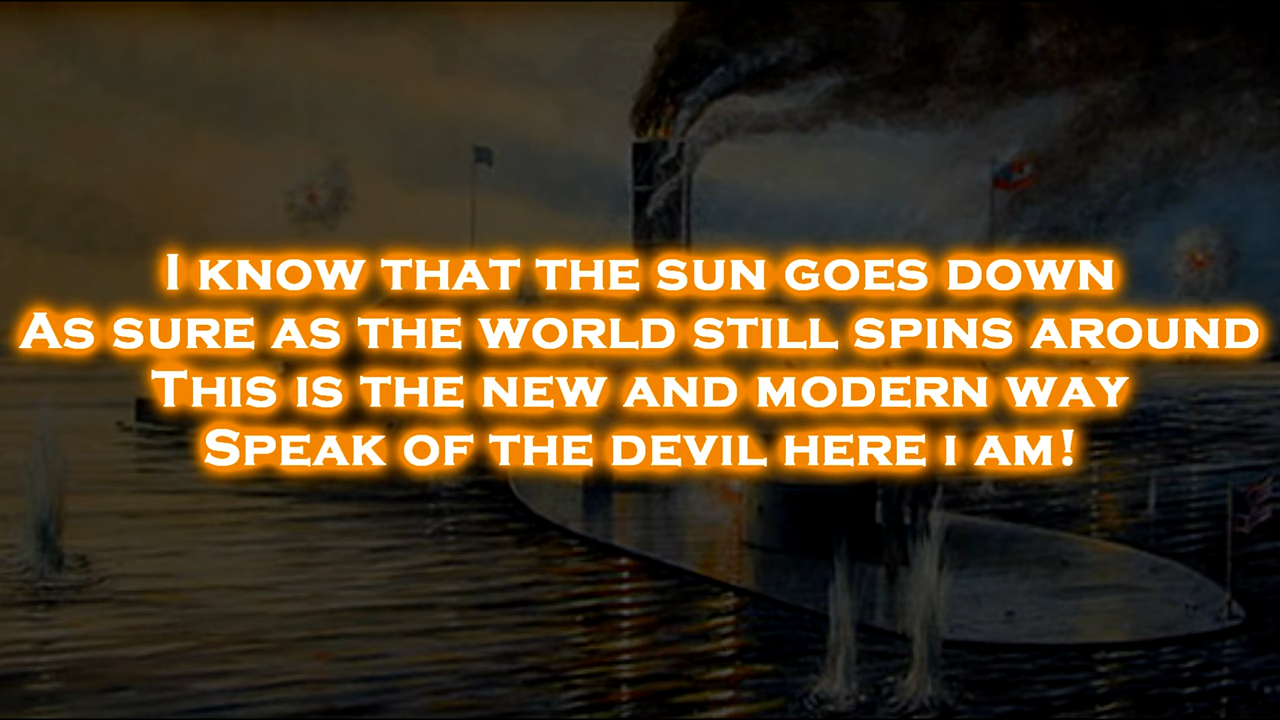 I KNOW THAT THE SUN GOES DOWN
AS SURE AS THE WORLD STILL SPINS AROUND
THIS IS THE NEW AND MODERN WAY
SPEAK OF THE DEVIL HERE I AM!